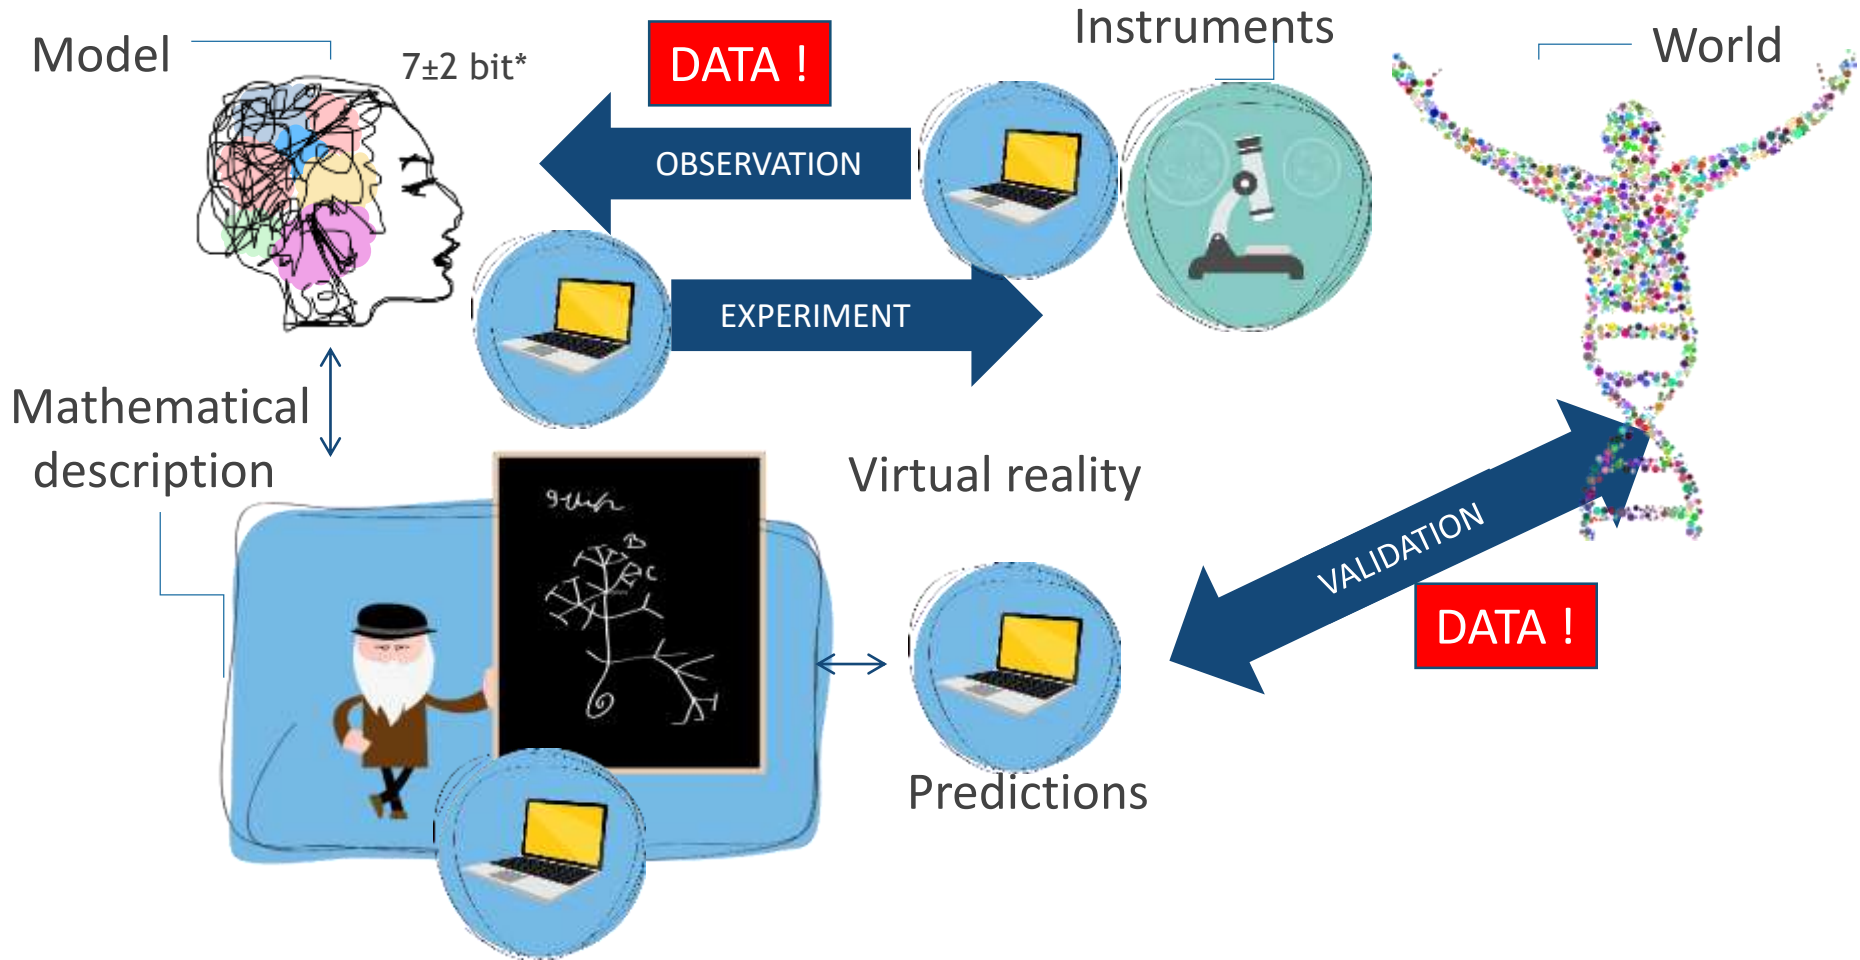 Model
7±2 bit*
DATA !
Instruments
World
OBSERVATION
EXPERIMENT
Mathematical
description
Virtual reality
VALIDATION
DATA !
B
C
Predictions